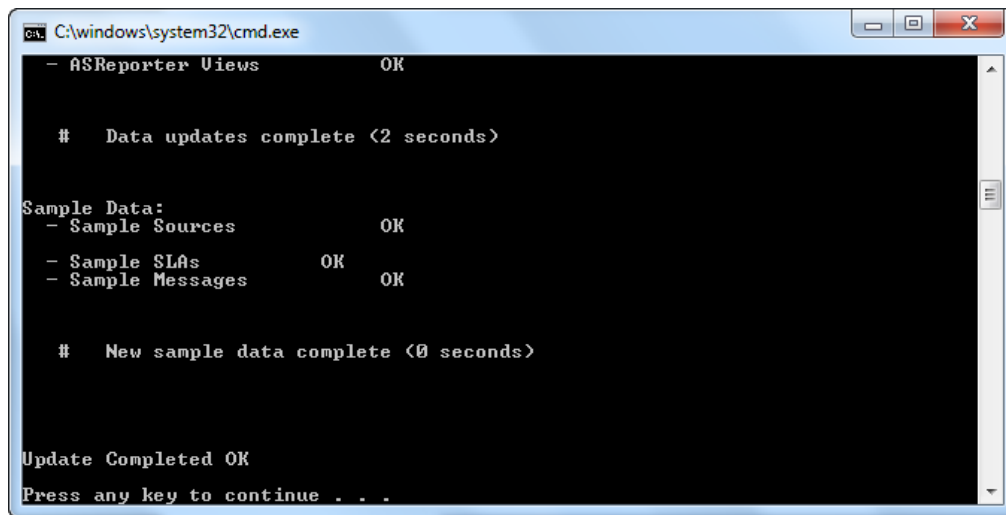 C:\windows\system32\cmd.exe
- ASReporter Views OK
# Data updates complete (2 seconds)
Sample Data:
- Sample Sources OK
- Sample SLAs OK
- Sample Messages OK
# New sample data complete (0 seconds)
Update Completed OK
Press any key to continue . . .